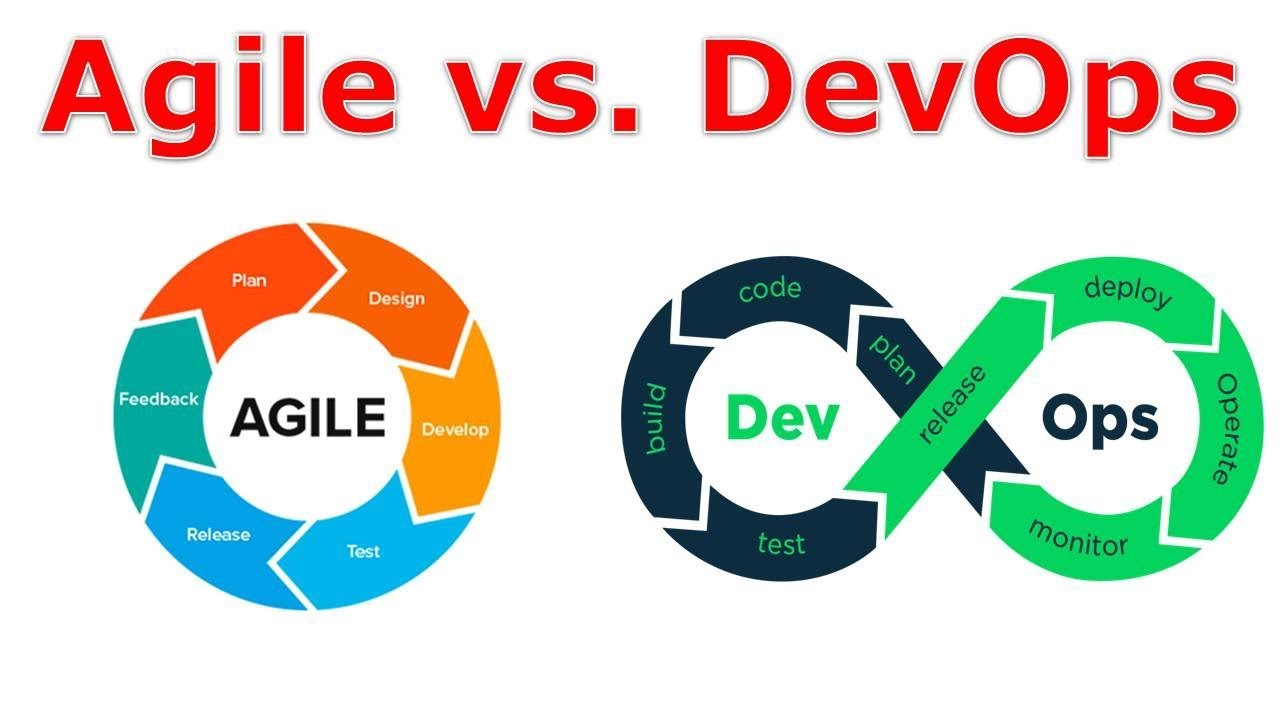 Agile vs. DevOps
Plan
Design
Develop
Test
Release
Feedback
AGILE
plan
code
build
test
release
deploy
Operate
monitor
Dev
Ops